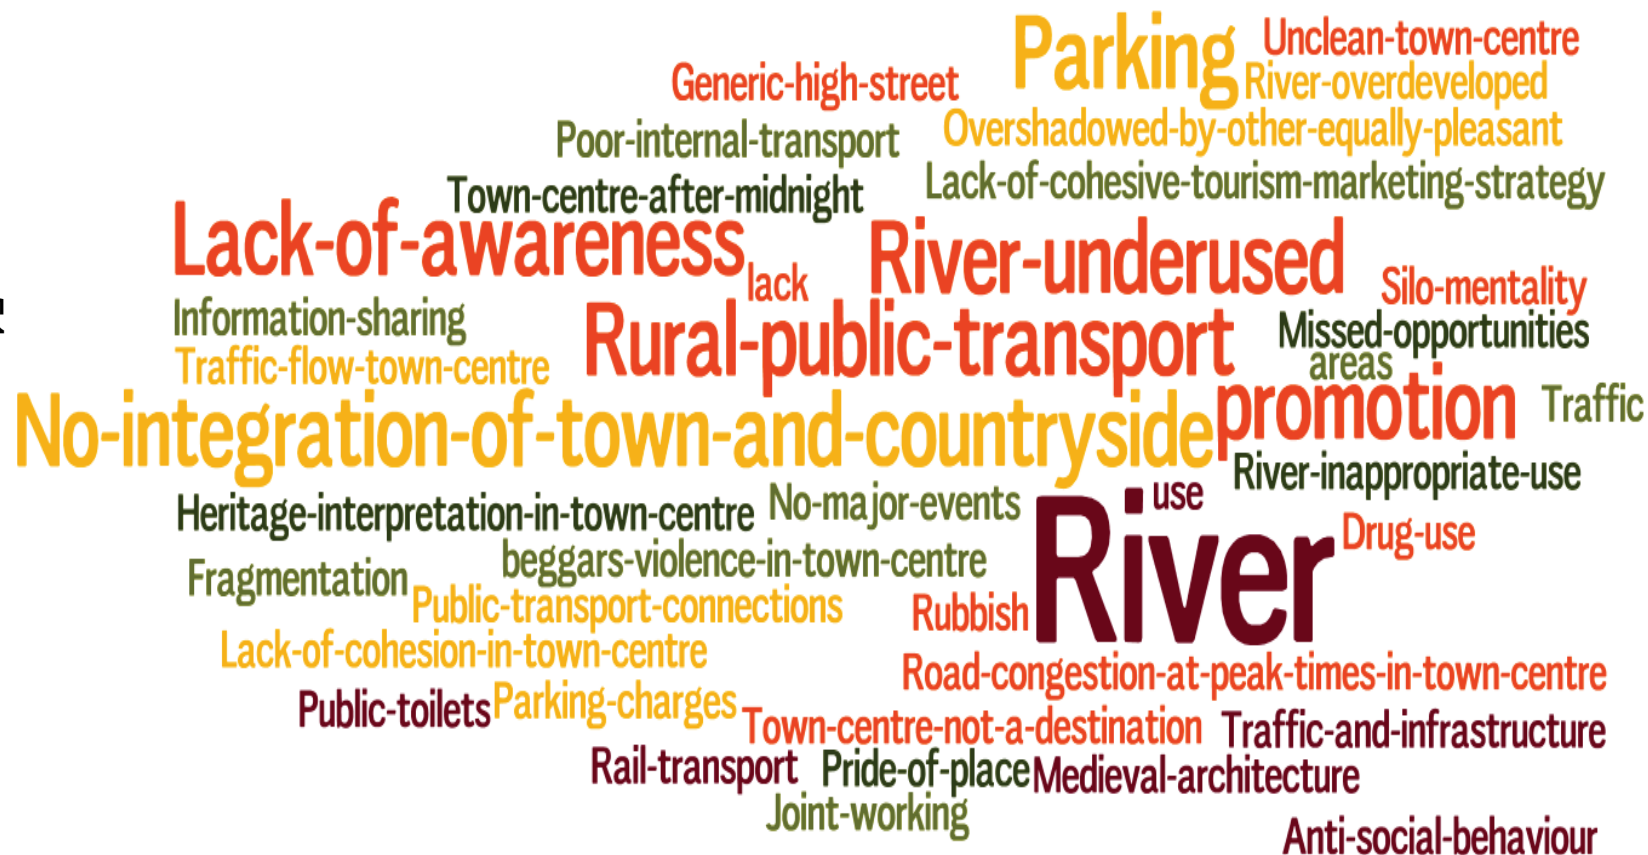 Parking
Unclean-town-centre
Generic-high-street
River-overdeveloped
Poor-internal-transport
Overshadowed-by-other-equally-pleasant
Town-centre-after-midnight
Lack-of-cohesive-tourism-marketing-strategy
Lack-of-awareness
lack
River-underused
Silo-mentality
Information-sharing
Rural-public-transport
Missed-opportunities
areas
Traffic-flow-town-centre
No-integration-of-town-and-countryside
promotion
Traffic
River-inappropriate-use
Heritage-interpretation-in-town-centre
No-major-events
use
River
Drug-use
beggars-violence-in-town-centre
Fragmentation
Public-transport-connections
Rubbish
Lack-of-cohesion-in-town-centre
Road-congestion-at-peak-times-in-town-centre
Public-toilets
Parking-charges
Town-centre-not-a-destination
Traffic-and-infrastructure
Rail-transport
Pride-of-place
Medieval-architecture
Joint-working
Anti-social-behaviour